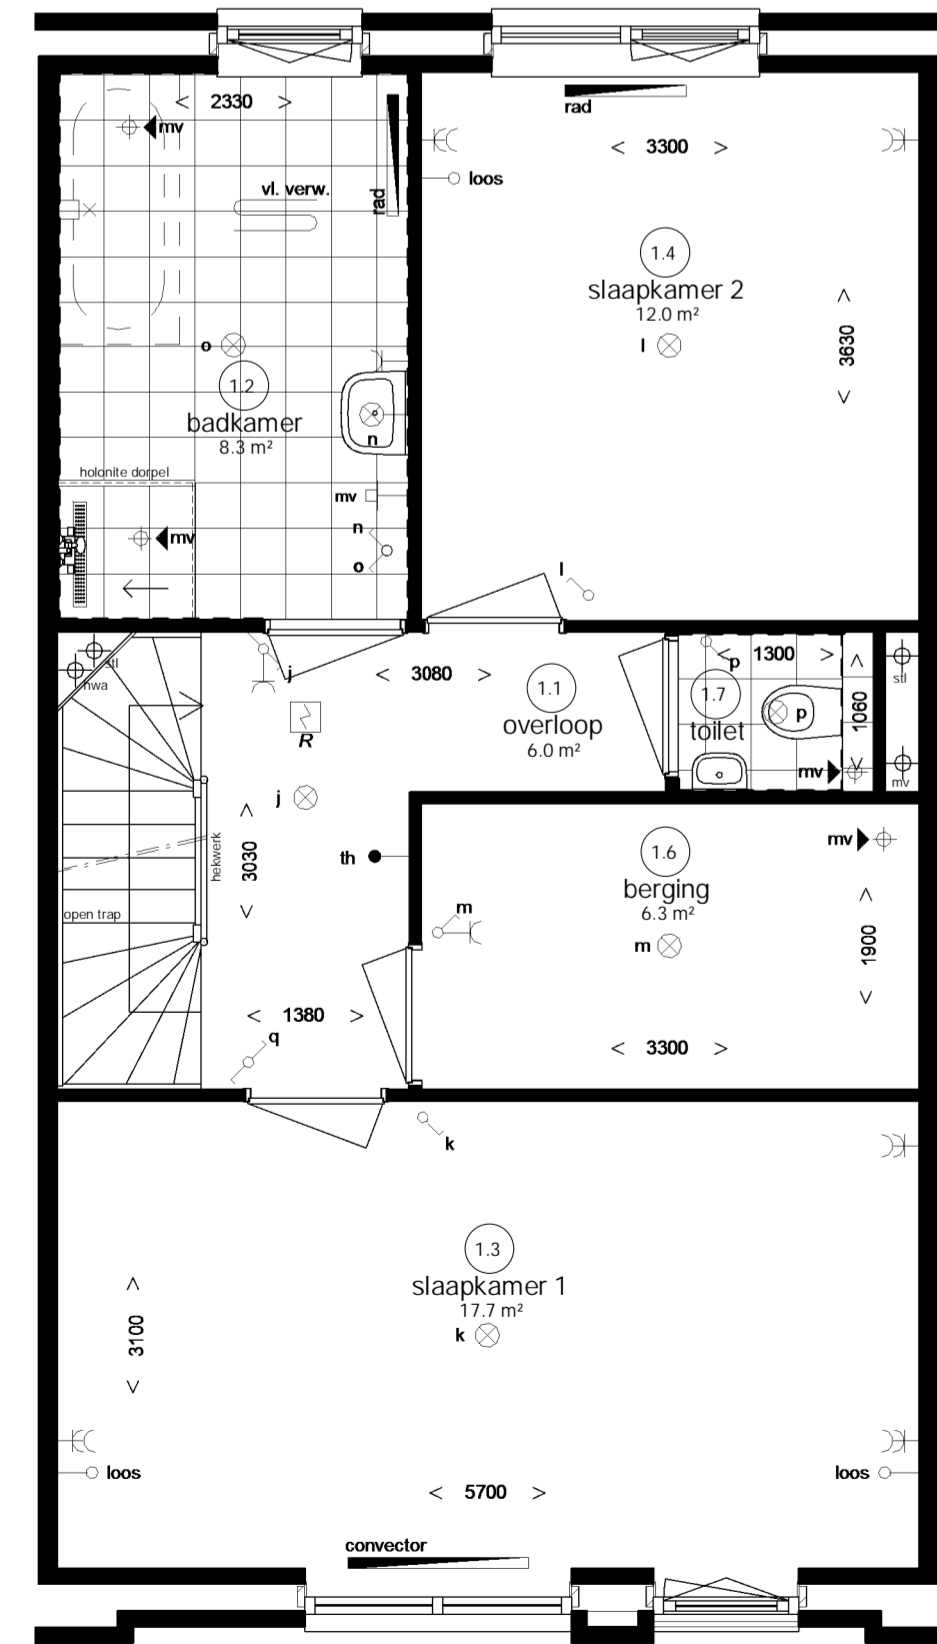 2330
mv
rad
3300
vl. verw.
rad
loos
1.4
slaapkamer 2
12.0 m²
l
3630
o
1.2
badkamer
8.3 m²
n
holonite dorpel
mv
n
o
mv
l
stl
hwa
j
3080
1.1
overloop
6.0 m²
R
j
p
1300
1.7
toilet
p
1060
mv
stl
mv
3030
hekwerk
th
open trap
1.6
berging
6.3 m²
mv
m
m
1900
1380
3300
q
k
1.3
slaapkamer 1
17.7 m²
k
3100
loos
loos
5700
convector